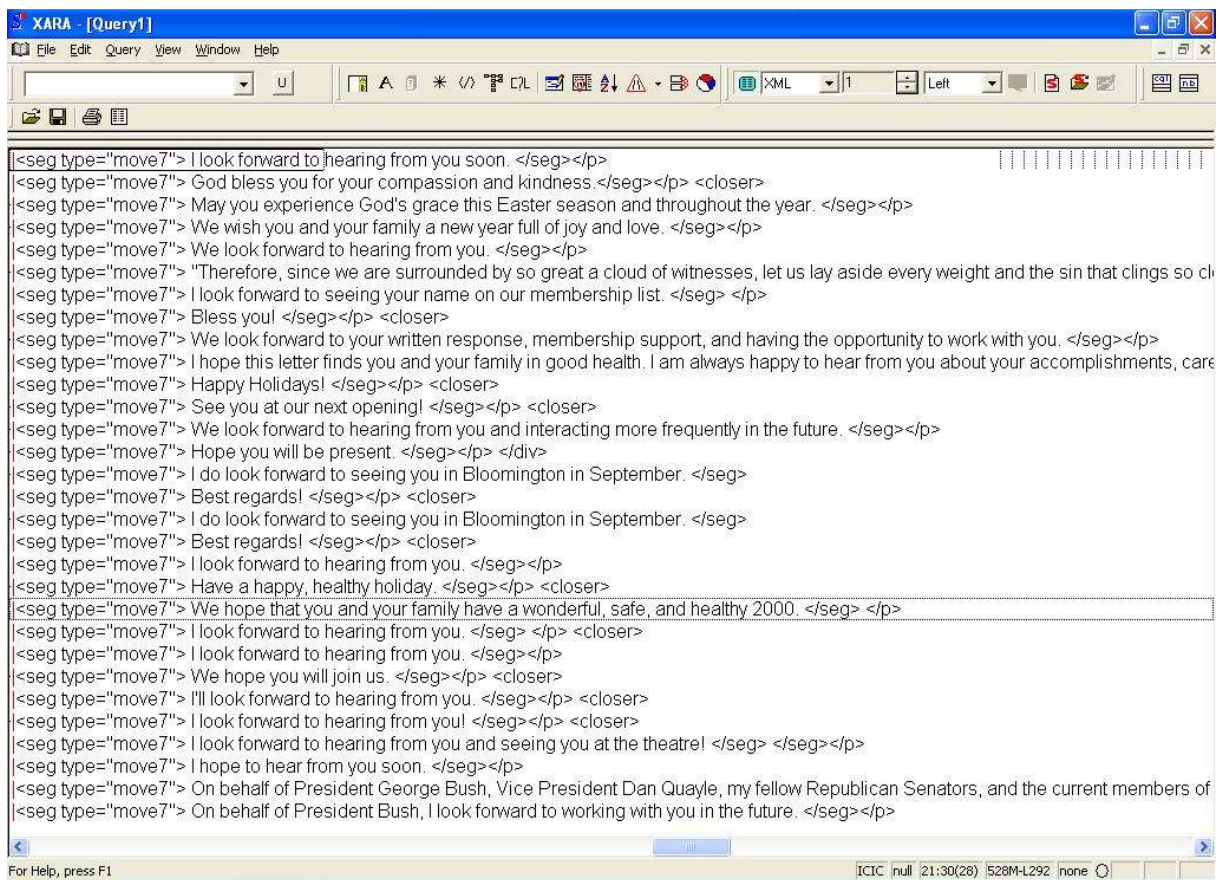 XARA - [Query1]
File Edit Query View Window Help
U XML 1 Left
<seg type="move7"> I look forward to hearing from you soon. </seg></p>
<seg type="move7"> God bless you for your compassion and kindness.</seg></p> <closer>
<seg type="move7"> May you experience God's grace this Easter season and throughout the year. </seg></p>
<seg type="move7"> We wish you and your family a new year full of joy and love. </seg></p>
<seg type="move7"> We look forward to hearing from you. </seg></p>
<seg type="move7"> "Therefore, since we are surrounded by so great a cloud of witnesses, let us lay aside every weight and the sin that clings so
<seg type="move7"> I look forward to seeing your name on our membership list. </seg> </p>
<seg type="move7"> Bless you! </seg></p> <closer>
<seg type="move7"> We look forward to your written response, membership support, and having the opportunity to work with you. </seg></p>
<seg type="move7"> I hope this letter finds you and your family in good health. I am always happy to hear from you about your accomplishments, care
<seg type="move7"> Happy Holidays! </seg></p> <closer>
<seg type="move7"> See you at our next opening! </seg></p> <closer>
<seg type="move7"> We look forward to hearing from you and interacting more frequently in the future. </seg></p>
<seg type="move7"> Hope you will be present. </seg></p> </div>
<seg type="move7"> I do look forward to seeing you in Bloomington in September. </seg>
<seg type="move7"> Best regards! </seg></p> <closer>
<seg type="move7"> I do look forward to seeing you in Bloomington in September. </seg>
<seg type="move7"> Best regards! </seg></p> <closer>
<seg type="move7"> I look forward to hearing from you. </seg></p>
<seg type="move7"> Have a happy, healthy holiday. </seg></p> <closer>
<seg type="move7"> We hope that you and your family have a wonderful, safe, and healthy 2000. </seg> </p>
<seg type="move7"> I look forward to hearing from you. </seg> </p> <closer>
<seg type="move7"> I look forward to hearing from you. </seg></p>
<seg type="move7"> We hope you will join us. </seg></p> <closer>
<seg type="move7"> I'll look forward to hearing from you. </seg></p> <closer>
<seg type="move7"> I look forward to hearing from you! </seg></p> <closer>
<seg type="move7"> I look forward to hearing from you and seeing you at the theatre! </seg> </seg></p>
<seg type="move7"> I hope to hear from you soon. </seg></p>
<seg type="move7"> On behalf of President George Bush, Vice President Dan Quayle, my fellow Republican Senators, and the current members of
<seg type="move7"> On behalf of President Bush, I look forward to working with you in the future. </seg></p>
For Help, press F1 ICIC null 21:30(28) 528M-L292 none